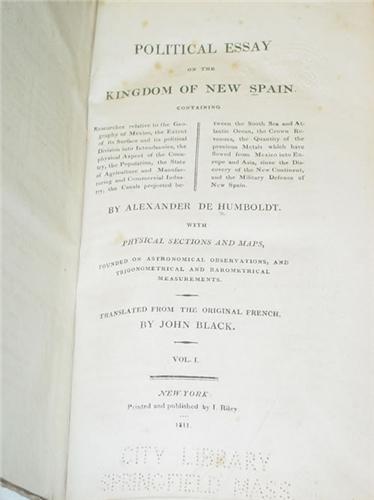 POLITICAL ESSAY
ON THE
KINGDOM OF NEW SPAIN.
CONTAINING
Researches relative to the Geo-
graphy of Mexico, the Extent
of its Surface and its political
Division into Intendancies, the
physical Aspect of the Coun-
try, the Population, the State
of Agriculture and Manufac-
turing and Commercial Indus-
try, the Canals projected be-
tween the South Sea and At-
lantic Ocean, the Crown Re-
venues, the Quantity of the
precious Metals which have
flowed from Mexico into Eu-
rope and Asia, since the Dis-
covery of the New Continent,
and the Military Defence of
New Spain.
BY ALEXANDER DE HUMBOLDT.
WITH
PHYSICAL SECTIONS AND MAPS,
FOUNDED ON ASTRONOMICAL OBSERVATIONS, AND
TRIGONOMETRICAL AND BAROMETRICAL
MEASUREMENTS.
TRANSLATED FROM THE ORIGINAL FRENCH,
BY JOHN BLACK.
VOL. I.
NEW YORK:
Printed and published by I. Riley.
1811.
CITY LIBRARY
SPRINGFIELD MASS